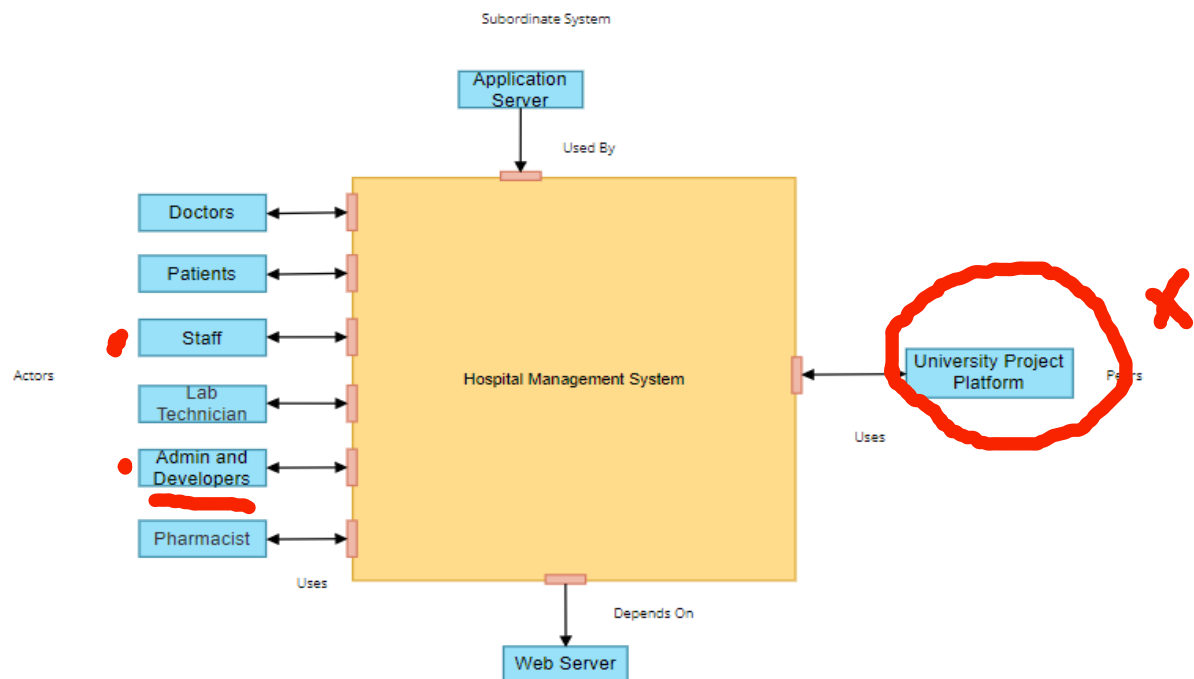 Subordinate System
Application
Server
Used By
Doctors
Patients
Staff
Actors
Lab
Technician
Admin and
Developers
Pharmacist
Uses
Hospital Management System
University Project
Platform
Peers
Uses
Depends On
Web Server